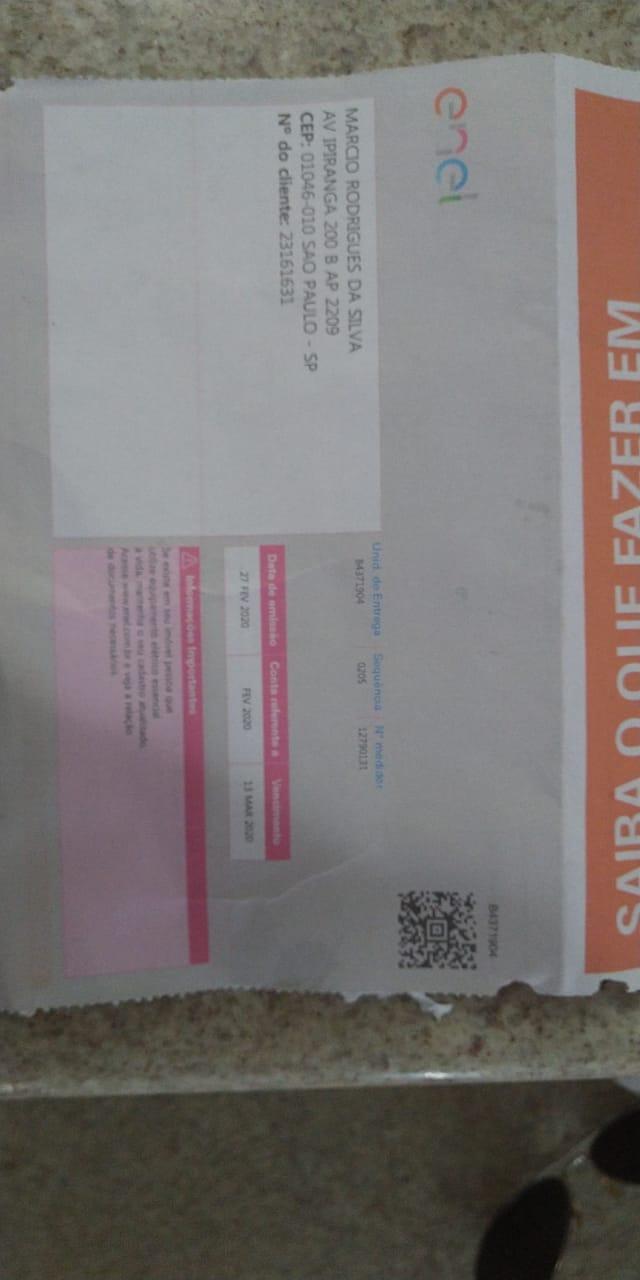 SAIBA O QUE FAZER EM
enel
B4371904
MARCIO RODRIGUES DA SILVA
AV IPIRANGA 200 B AP 2209
CEP: 01046-010 SAO PAULO - SP
Nº do cliente: 23161631
Unid. de Entrega Sequência Nº medidor
B4371904 0205 12790131
Data de emissão Conta referente a Vencimento
27 FEV 2020 FEV 2020 13 MAR 2020
Informações Importantes
Se existe em seu imóvel pessoa que
utilize equipamento elétrico essencial
à vida, mantenha o seu cadastro atualizado.
Acesse www.enel.com.br e veja a relação
de documentos necessários.